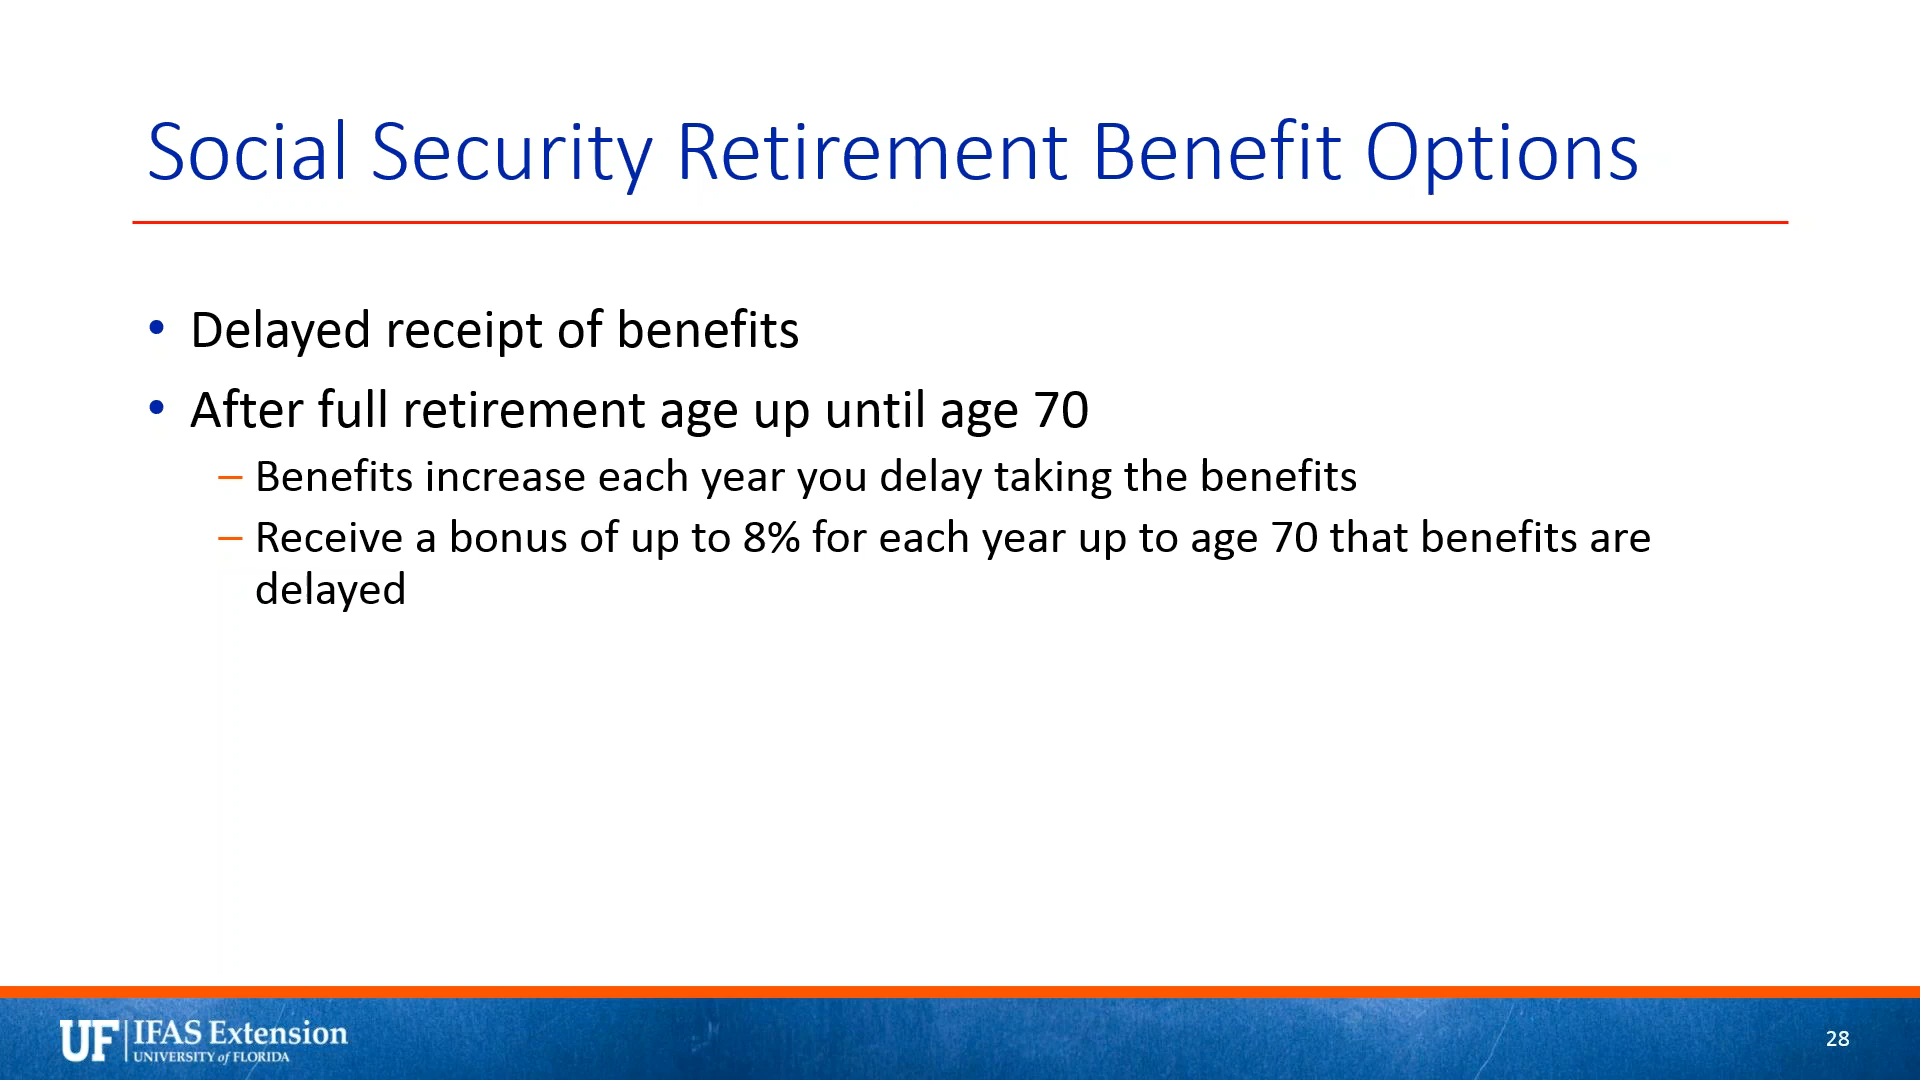 Social Security Retirement Benefit Options
• Delayed receipt of benefits
• After full retirement age up until age 70
– Benefits increase each year you delay taking the benefits
– Receive a bonus of up to 8% for each year up to age 70 that benefits are
delayed
UF IFAS Extension
UNIVERSITY of FLORIDA
28